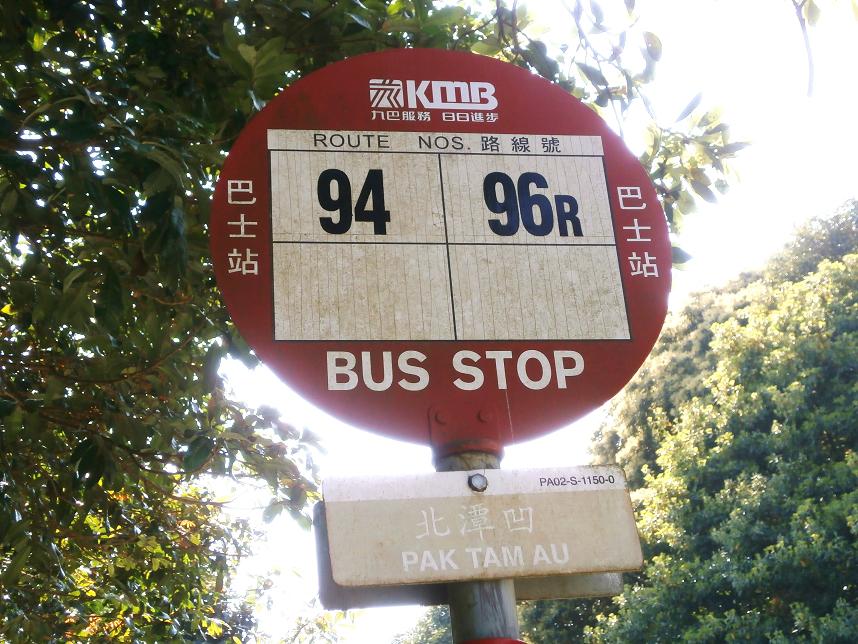 KMB
九巴服務 日日進步
ROUTE NOS. 路線號
94 96R
巴士站
巴士站
BUS STOP
PA02-S-1150-0
北潭凹
PAK TAM AU